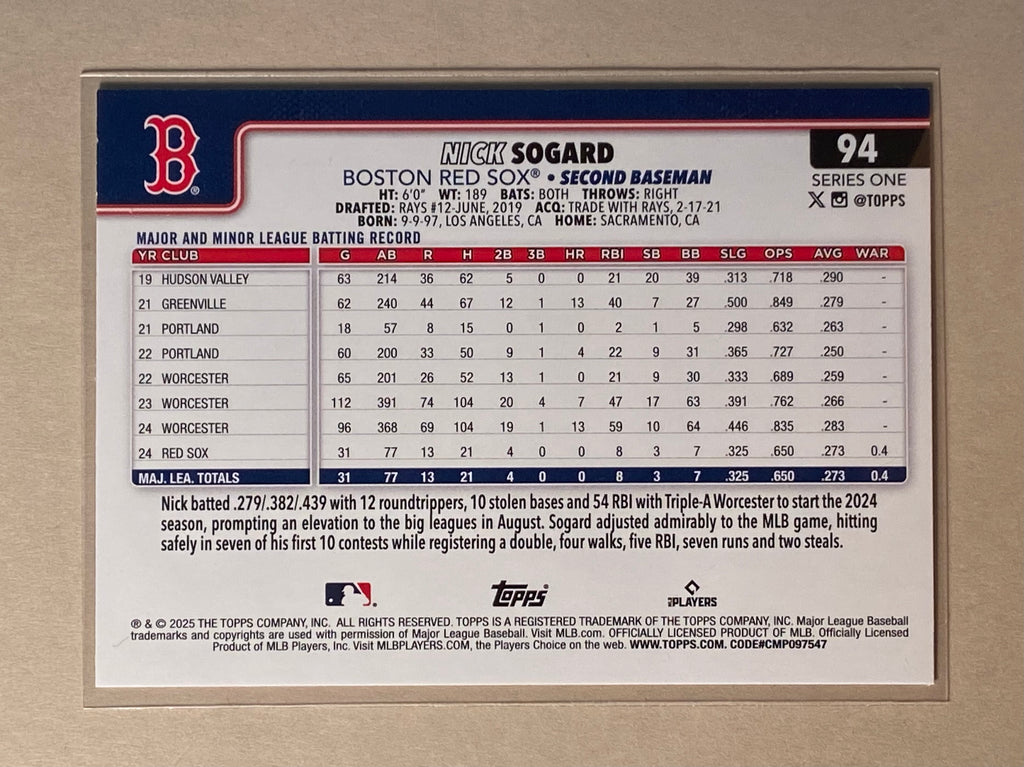 B
NICK SOGARD
94
BOSTON RED SOX® • SECOND BASEMAN
SERIES ONE
HT: 6'0" WT: 189 BATS: BOTH THROWS: RIGHT
@TOPPS
DRAFTED: RAYS #12-JUNE, 2019 ACQ: TRADE WITH RAYS, 2-17-21
BORN: 9-9-97, LOS ANGELES, CA HOME: SACRAMENTO, CA
MAJOR AND MINOR LEAGUE BATTING RECORD
YR CLUB G AB R H 2B 3B HR RBI SB BB SLG OPS AVG WAR
19 HUDSON VALLEY 63 214 36 62 5 0 0 21 20 39 .313 .718 .290 -
21 GREENVILLE 62 240 44 67 12 1 13 40 7 27 .500 .849 .279 -
21 PORTLAND 18 57 8 15 0 1 0 2 1 5 .298 .632 .263 -
22 PORTLAND 60 200 33 50 9 1 4 22 9 31 .365 .727 .250 -
22 WORCESTER 65 201 26 52 13 1 0 21 9 30 .333 .689 .259 -
23 WORCESTER 112 391 74 104 20 4 7 47 17 63 .391 .762 .266 -
24 WORCESTER 96 368 69 104 19 1 13 59 10 64 .446 .835 .283 -
24 RED SOX 31 77 13 21 4 0 0 8 3 7 .325 .650 .273 0.4
MAJ. LEA. TOTALS 31 77 13 21 4 0 0 8 3 7 .325 .650 .273 0.4
Nick batted .279/.382/.439 with 12 roundtrippers, 10 stolen bases and 54 RBI with Triple-A Worcester to start the 2024
season, prompting an elevation to the big leagues in August. Sogard adjusted admirably to the MLB game, hitting
safely in seven of his first 10 contests while registering a double, four walks, five RBI, seven runs and two steals.
Topps
MLB PLAYERS
® & © 2025 THE TOPPS COMPANY, INC. ALL RIGHTS RESERVED. TOPPS IS A REGISTERED TRADEMARK OF THE TOPPS COMPANY, INC. Major League Baseball
trademarks and copyrights are used with permission of Major League Baseball. Visit MLB.com. OFFICIALLY LICENSED PRODUCT OF MLB. Officially Licensed
Product of MLB Players, Inc. Visit MLBPLAYERS.COM, the Players Choice on the web. WWW.TOPPS.COM. CODE#CMP097547